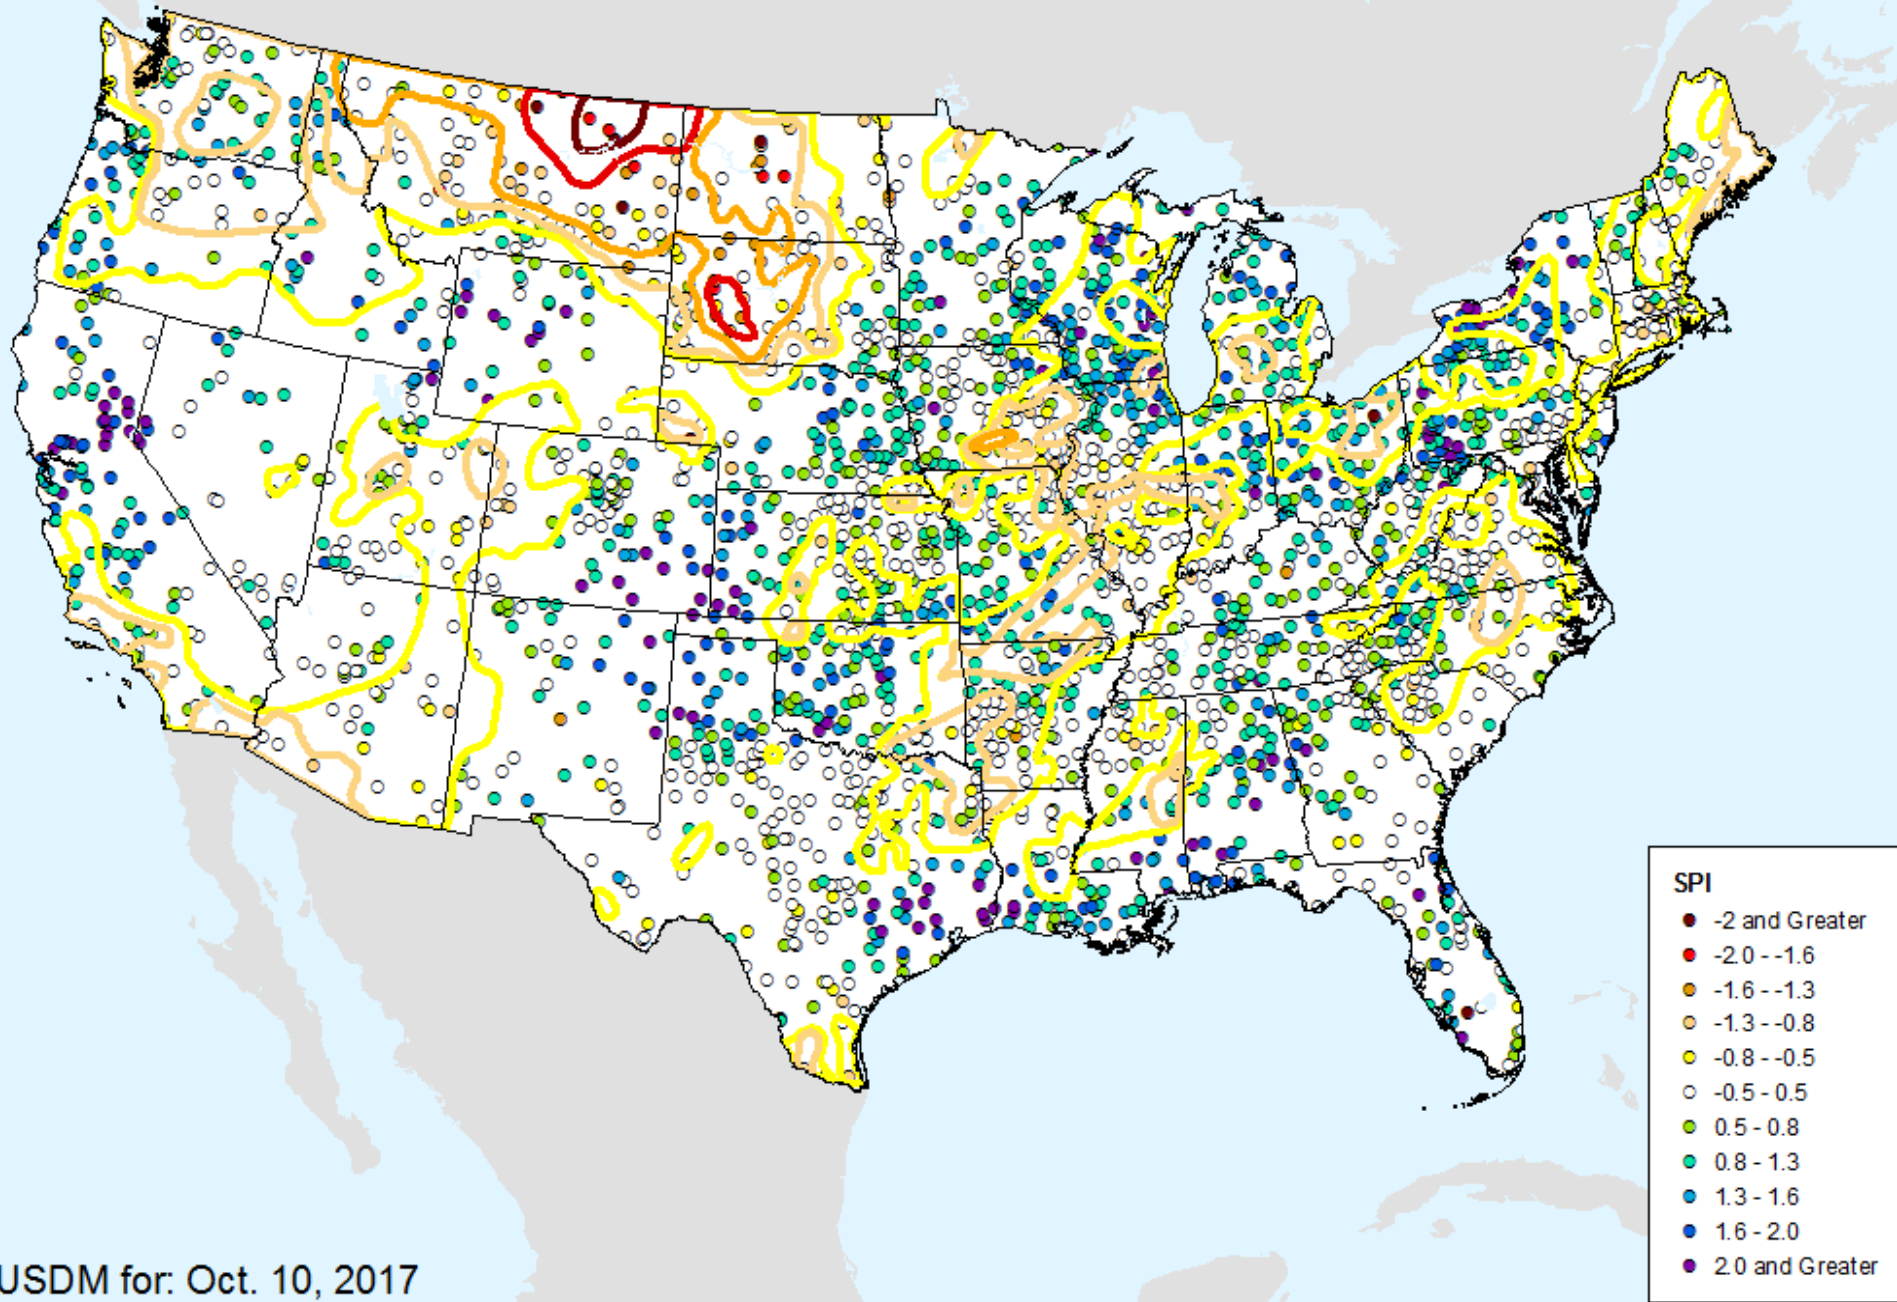 SPI
-2 and Greater
-2.0 - -1.6
-1.6 - -1.3
-1.3 - -0.8
-0.8 - -0.5
-0.5 - 0.5
0.5 - 0.8
0.8 - 1.3
1.3 - 1.6
1.6 - 2.0
2.0 and Greater
USDM for: Oct. 10, 2017